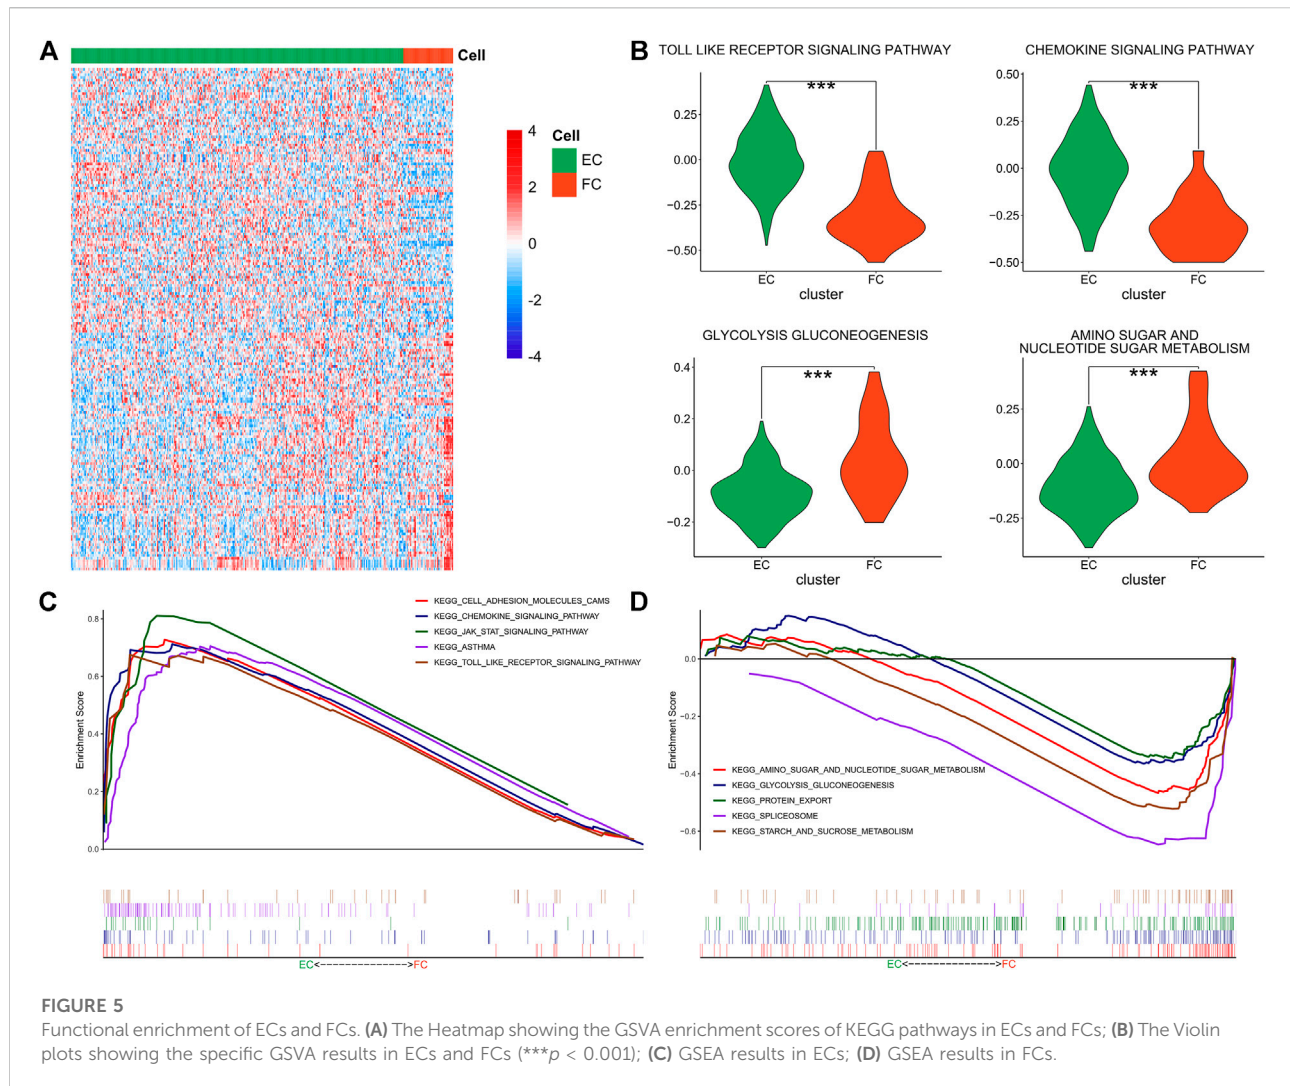 A
Cell
4
2
0
-2
-4
Cell
EC
FC
B
TOLL LIKE RECEPTOR SIGNALING PATHWAY
***
0.25
0.00
−0.25
−0.50
EC
FC
cluster
CHEMOKINE SIGNALING PATHWAY
***
0.50
0.25
0.00
−0.25
−0.50
EC
FC
cluster
GLYCOLYSIS GLUCONEOGENESIS
***
0.4
0.2
0.0
−0.2
EC
FC
cluster
AMINO SUGAR AND
NUCLEOTIDE SUGAR METABOLISM
***
0.25
0.00
−0.25
EC
FC
cluster
C
KEGG_CELL_ADHESION_MOLECULES_CAMS
KEGG_CHEMOKINE_SIGNALING_PATHWAY
KEGG_JAK_STAT_SIGNALING_PATHWAY
KEGG_ASTHMA
KEGG_TOLL_LIKE_RECEPTOR_SIGNALING_PATHWAY
Enrichment Score
0.8
0.6
0.4
0.2
0.0
EC<-------------->FC
D
Enrichment Score
0.0
−0.2
−0.4
−0.6
KEGG_AMINO_SUGAR_AND_NUCLEOTIDE_SUGAR_METABOLISM
KEGG_GLYCOLYSIS_GLUCONEOGENESIS
KEGG_PROTEIN_EXPORT
KEGG_SPLICEOSOME
KEGG_STARCH_AND_SUCROSE_METABOLISM
EC<-------------->FC
FIGURE 5
Functional enrichment of ECs and FCs. (A) The Heatmap showing the GSVA enrichment scores of KEGG pathways in ECs and FCs; (B) The Violin
plots showing the specific GSVA results in ECs and FCs (***p < 0.001); (C) GSEA results in ECs; (D) GSEA results in FCs.